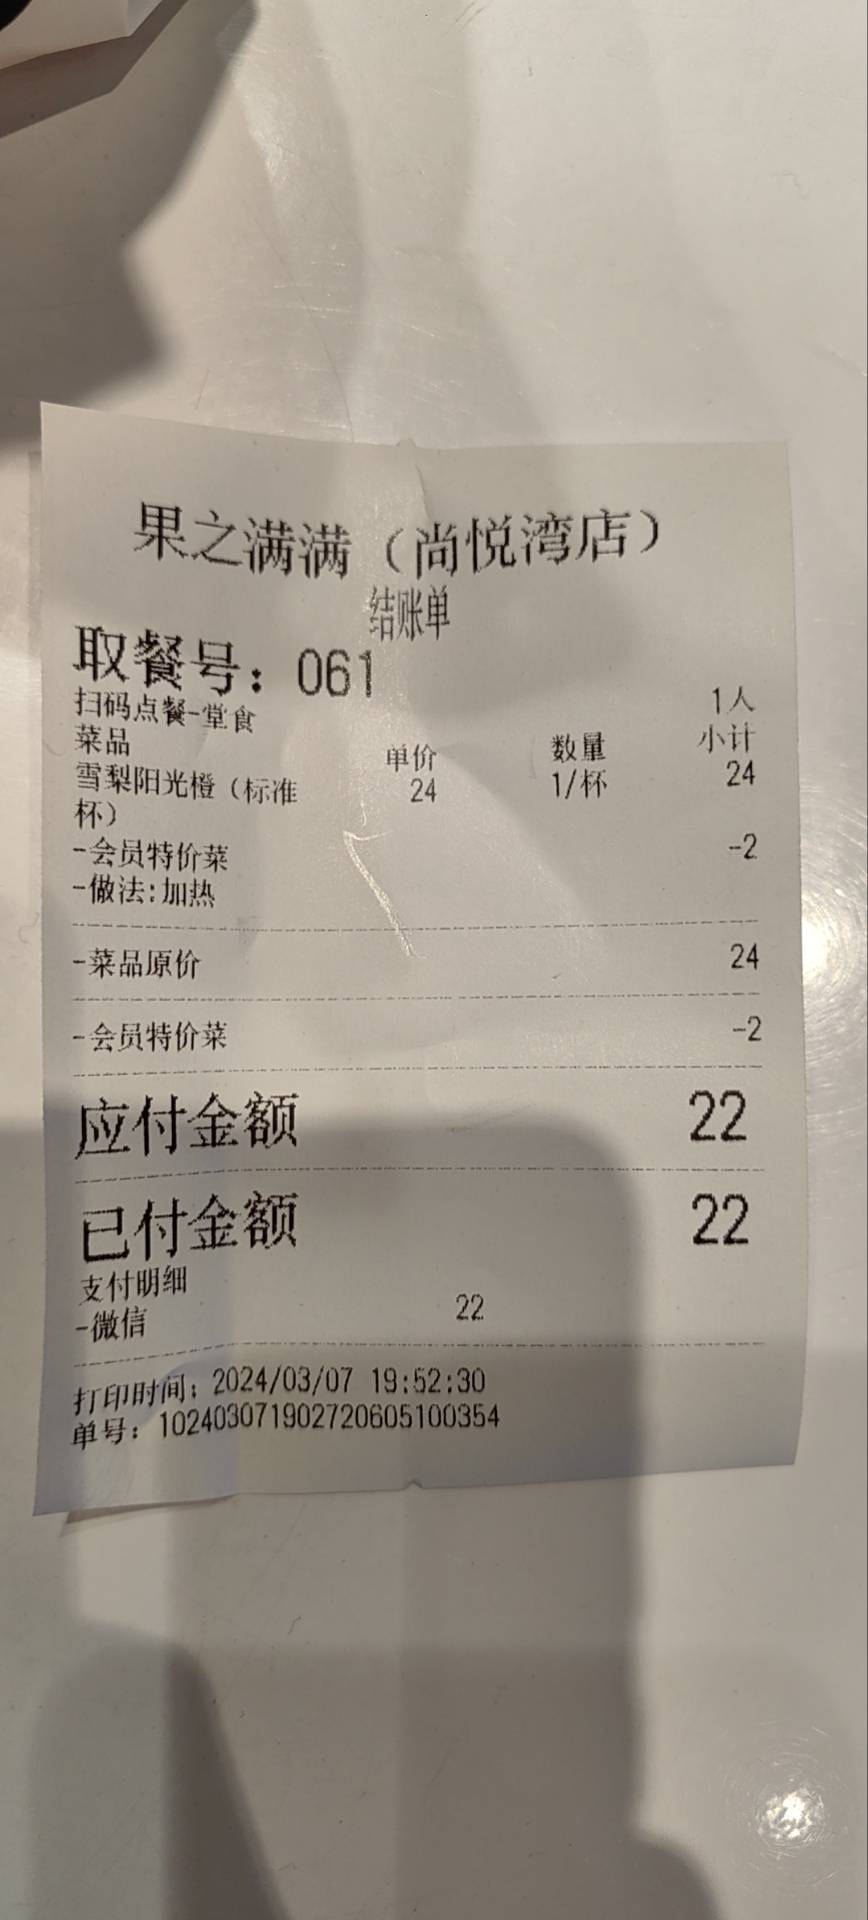 果之满满（尚悦湾店）
结账单
取餐号：061
扫码点餐-堂食 1人
菜品 单价 数量 小计
雪梨阳光橙（标准 24 1/杯 24
杯）
-会员特价菜 -2
-做法:加热
-菜品原价 24
-会员特价菜 -2
应付金额 22
已付金额 22
支付明细
-微信 22
打印时间：2024/03/07 19:52:30
单号：102403071902720605100354